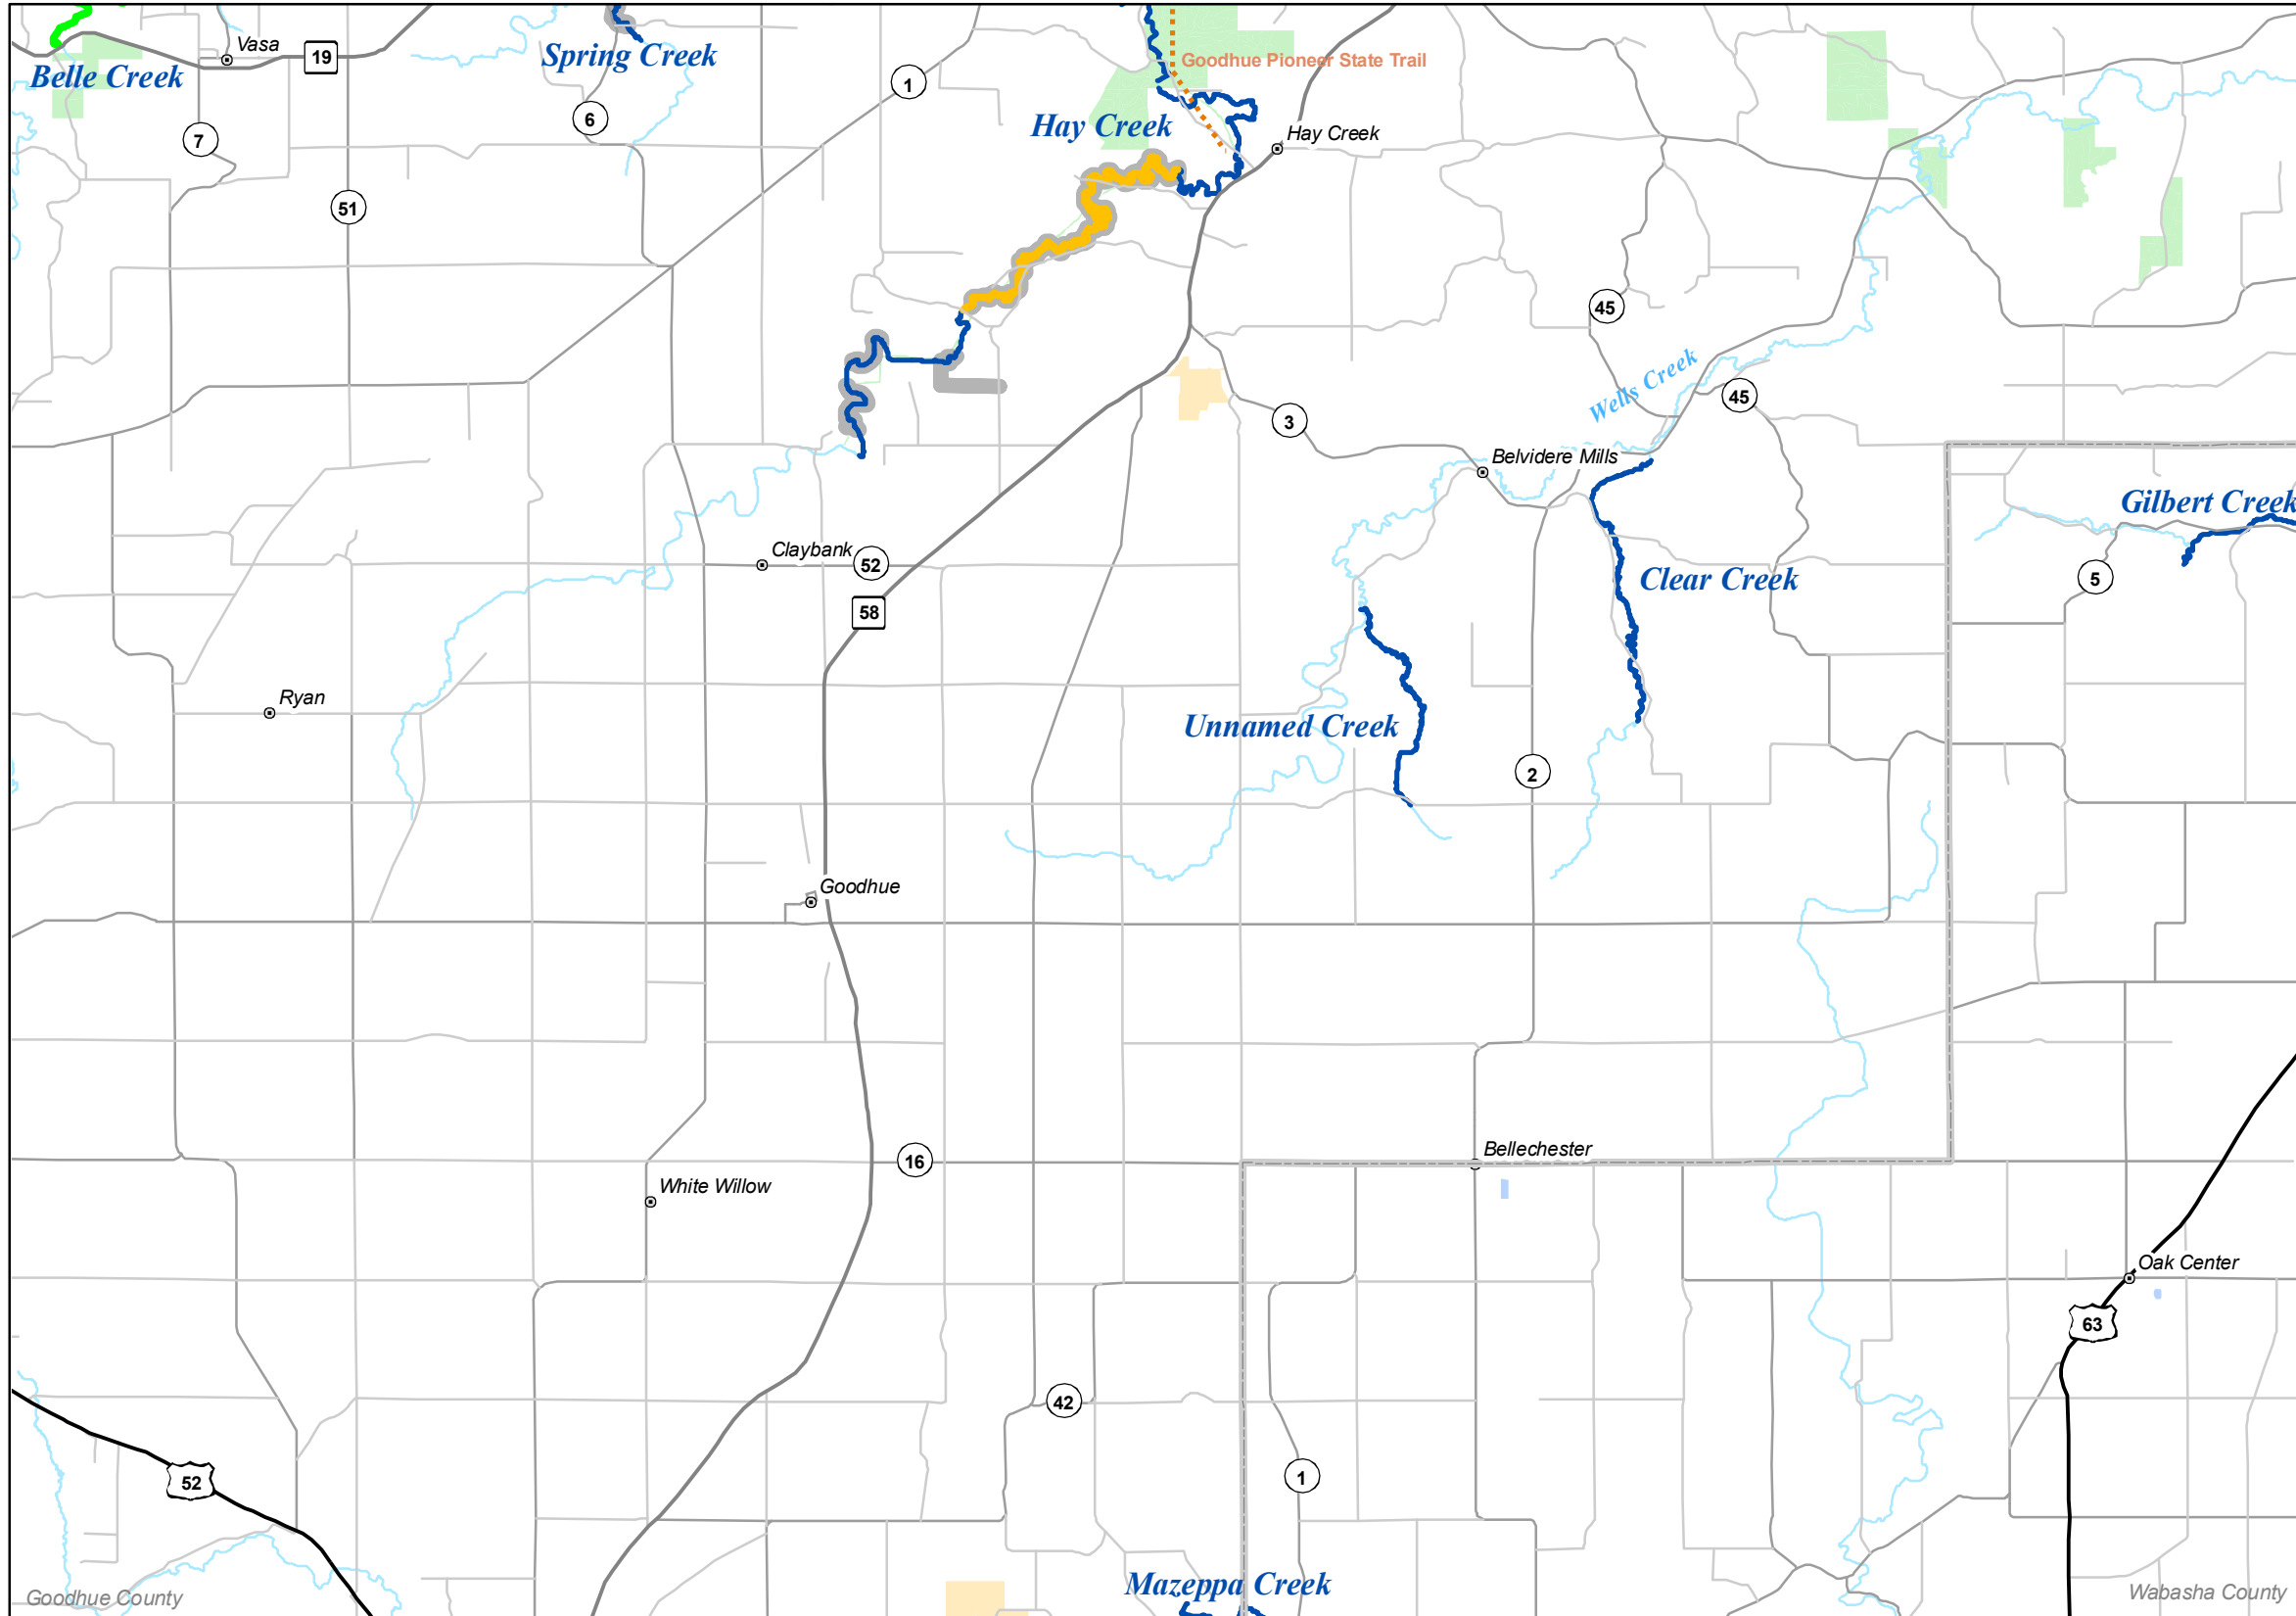 Vasa
19
Spring Creek
Belle Creek
Goodhue Pioneer State Trail
1
6
Hay Creek
Hay Creek
7
51
45
Wells Creek
45
3
Belvidere Mills
Gilbert Creek
Claybank
52
5
Clear Creek
58
Ryan
Unnamed Creek
2
Goodhue
Bellechester
16
White Willow
Oak Center
63
42
1
52
Mazeppa Creek
Goodhue County
Wabasha County